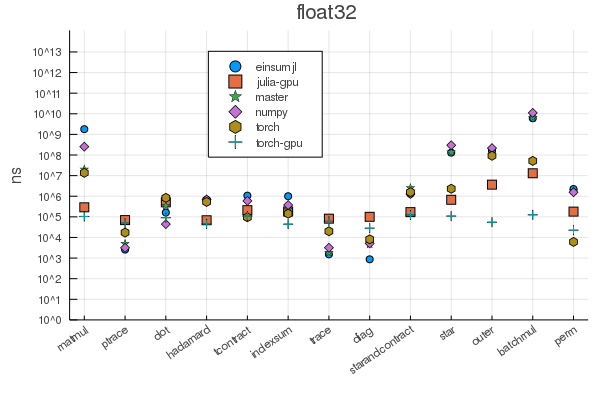 float32
10^13
10^12
10^11
10^10
10^9
10^8
10^7
10^6
10^5
10^4
10^3
10^2
10^1
10^0
ns
einsumjl
julia-gpu
master
numpy
torch
torch-gpu
matmul
ptrace
dot
hadamard
tcontract
indexsum
trace
diag
starandcontract
star
outer
batchmul
perm